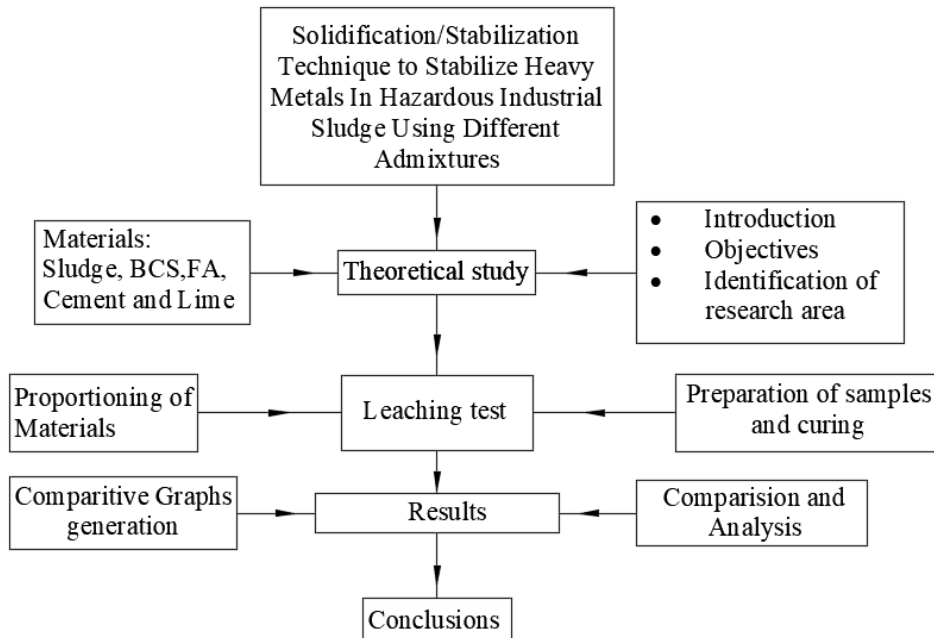 Solidification/Stabilization
Technique to Stabilize Heavy
Metals In Hazardous Industrial
Sludge Using Different
Admixtures
Materials:
Sludge, BCS,FA,
Cement and Lime
Theoretical study
• Introduction
• Objectives
• Identification of
research area
Proportioning of
Materials
Leaching test
Preparation of samples
and curing
Comparitive Graphs
generation
Results
Comparision and
Analysis
Conclusions